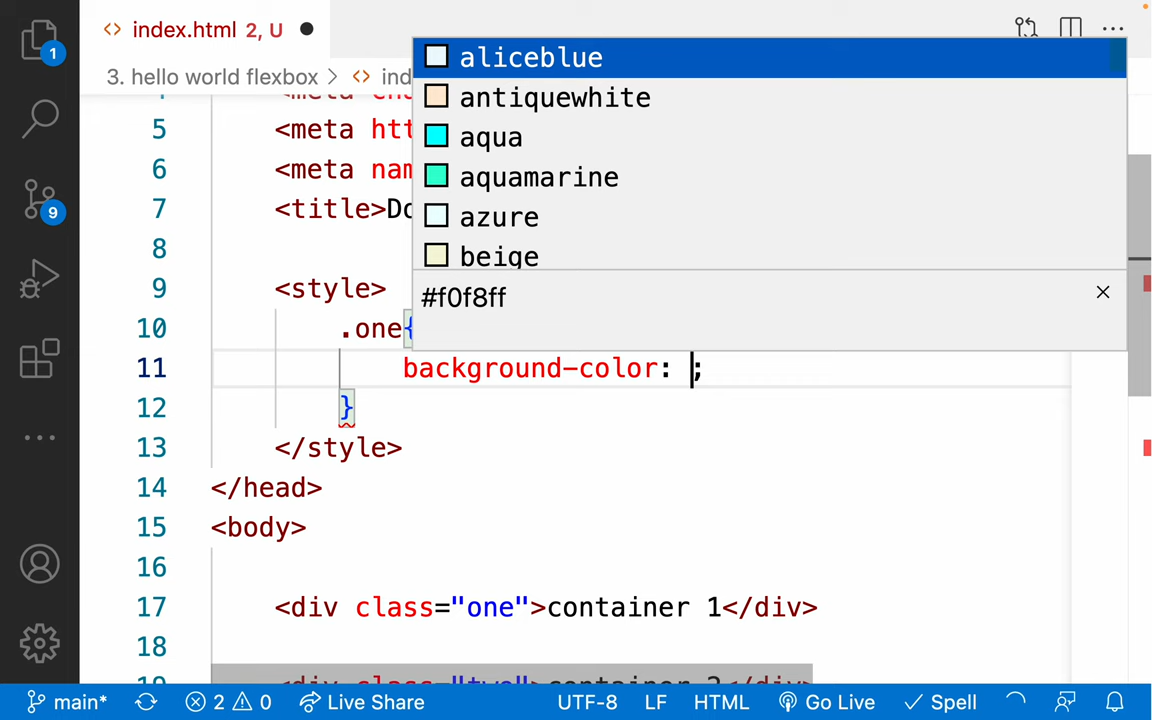 index.html 2, U
3. hello world flexbox > <> ind
aliceblue
antiquewhite
aqua
aquamarine
azure
beige
#f0f8ff
5 <meta htt
6 <meta nam
7 <title>Do
8
9 <style>
10 .one{
11 background-color: ;
12 }
13 </style>
14 </head>
15 <body>
16
17 <div class="one">container 1</div>
18
1
9
main* 2 0 Live Share UTF-8 LF HTML Go Live Spell